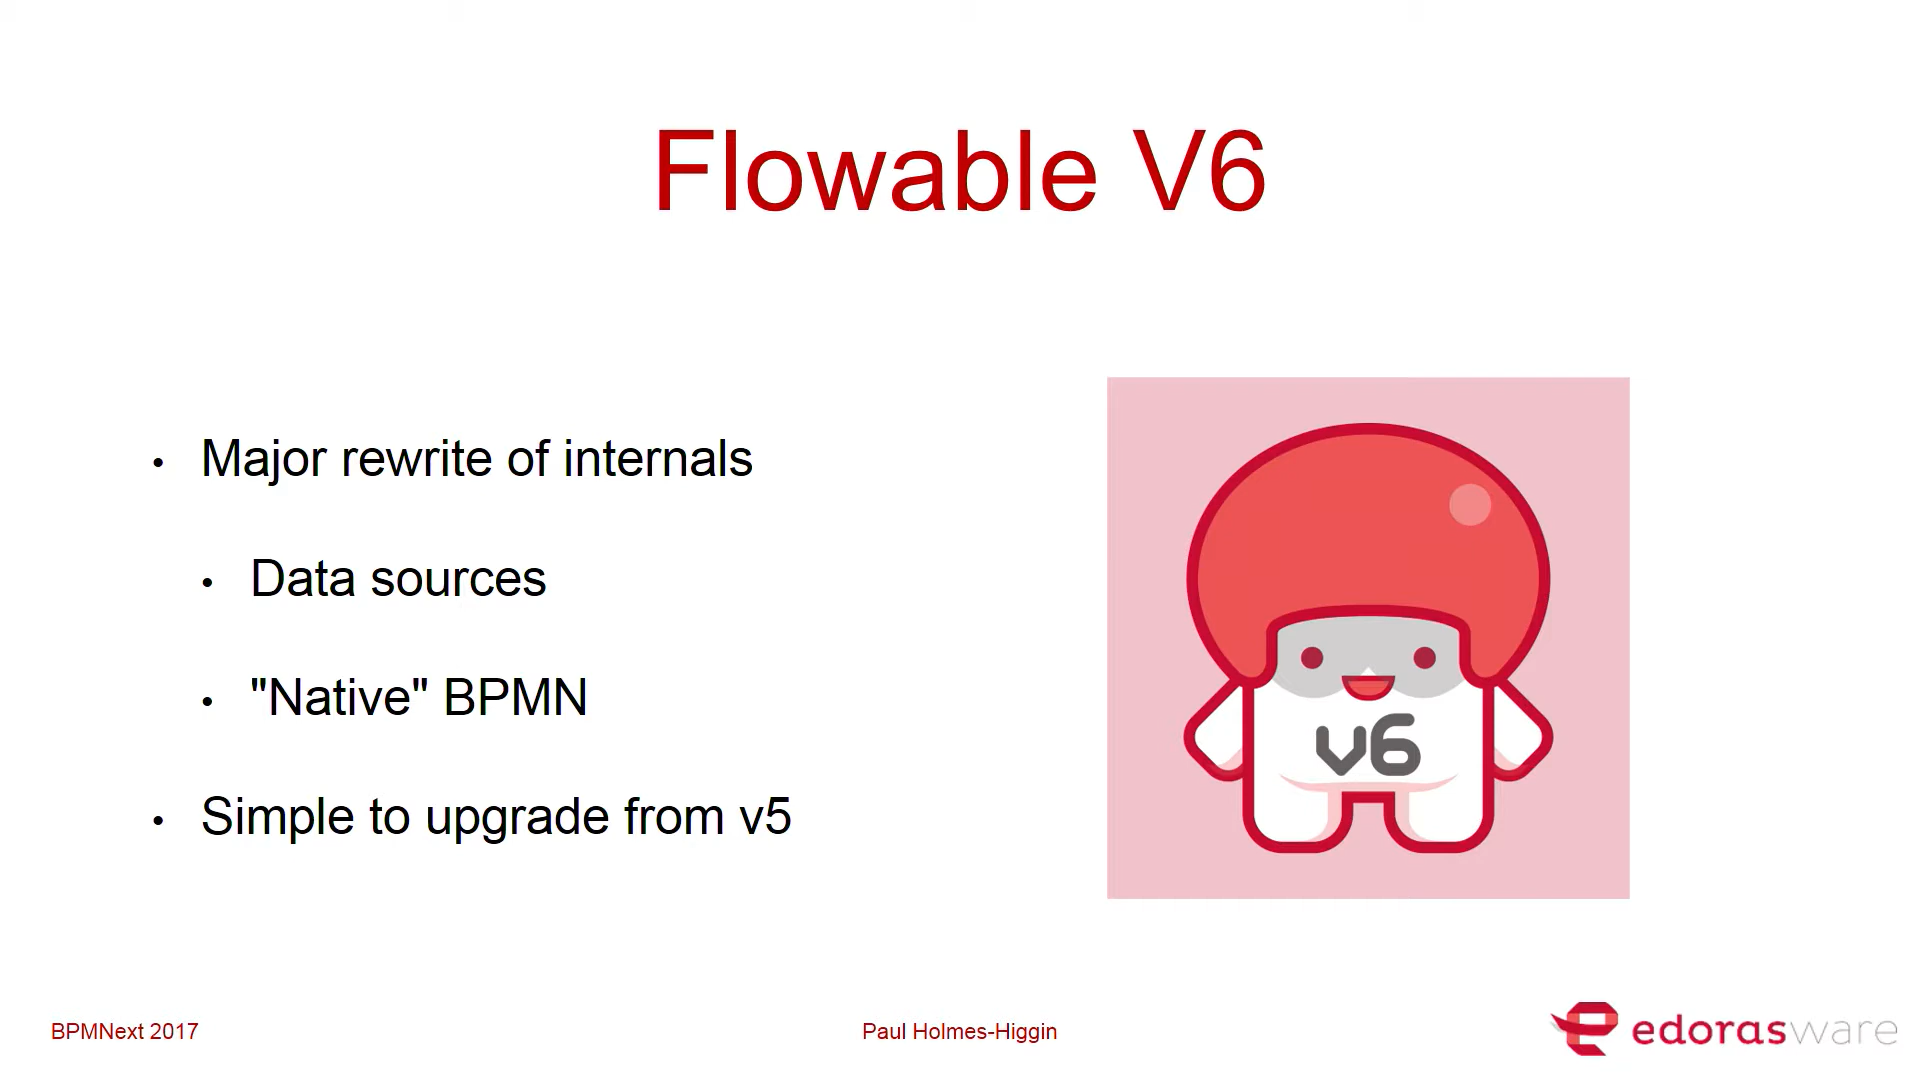 Flowable V6
• Major rewrite of internals
• Data sources
• "Native" BPMN
• Simple to upgrade from v5
v6
BPMNext 2017
Paul Holmes-Higgin
edorasware